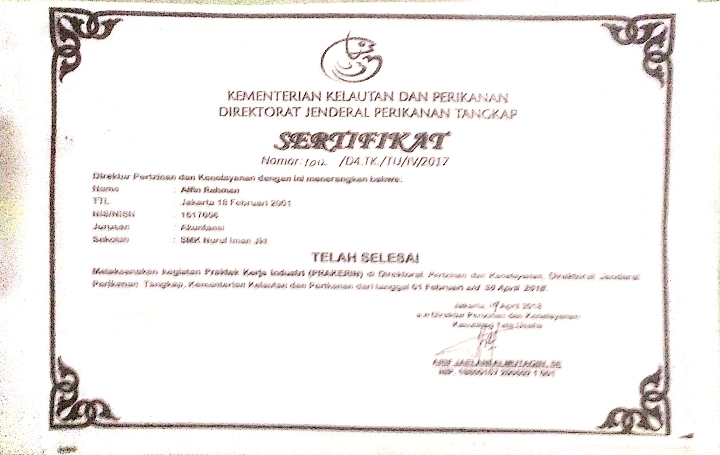 KEMENTERIAN KELAUTAN DAN PERIKANAN
DIREKTORAT JENDERAL PERIKANAN TANGKAP
SERTIFIKAT
Nomor: /D4.TK./TU/IV/2017
Direktur Perizinan dan Kenelayanan dengan ini menerangkan bahwa:
Nama : Alfin Rahman
TTL : Jakarta 18 Februari 2001
NIS/NISN : 1617006
Jurusan : Akuntansi
Sekolah : SMK Nurul Iman Jkt
TELAH SELESAI
Melaksanakan kegiatan Praktek Kerja Industri (PRAKERIN) di Direktorat Perizinan dan Kenelayanan, Direktorat Jenderal
Perikanan Tangkap, Kementerian Kelautan dan Perikanan dari tanggal 01 Februari s/d 30 April 2018.
Jakarta, April 2018
a.n Direktur Perizinan dan Kenelayanan
Tata Usaha